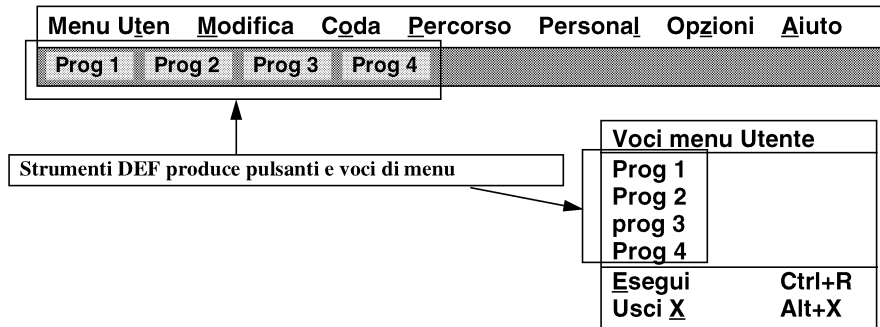 Menu Uten Modifica Coda Percorso Personal Opzioni Aiuto
Prog 1 Prog 2 Prog 3 Prog 4
Strumenti DEF produce pulsanti e voci di menu
Voci menu Utente
Prog 1
Prog 2
prog 3
Prog 4
Esegui Ctrl+R
Usci X Alt+X